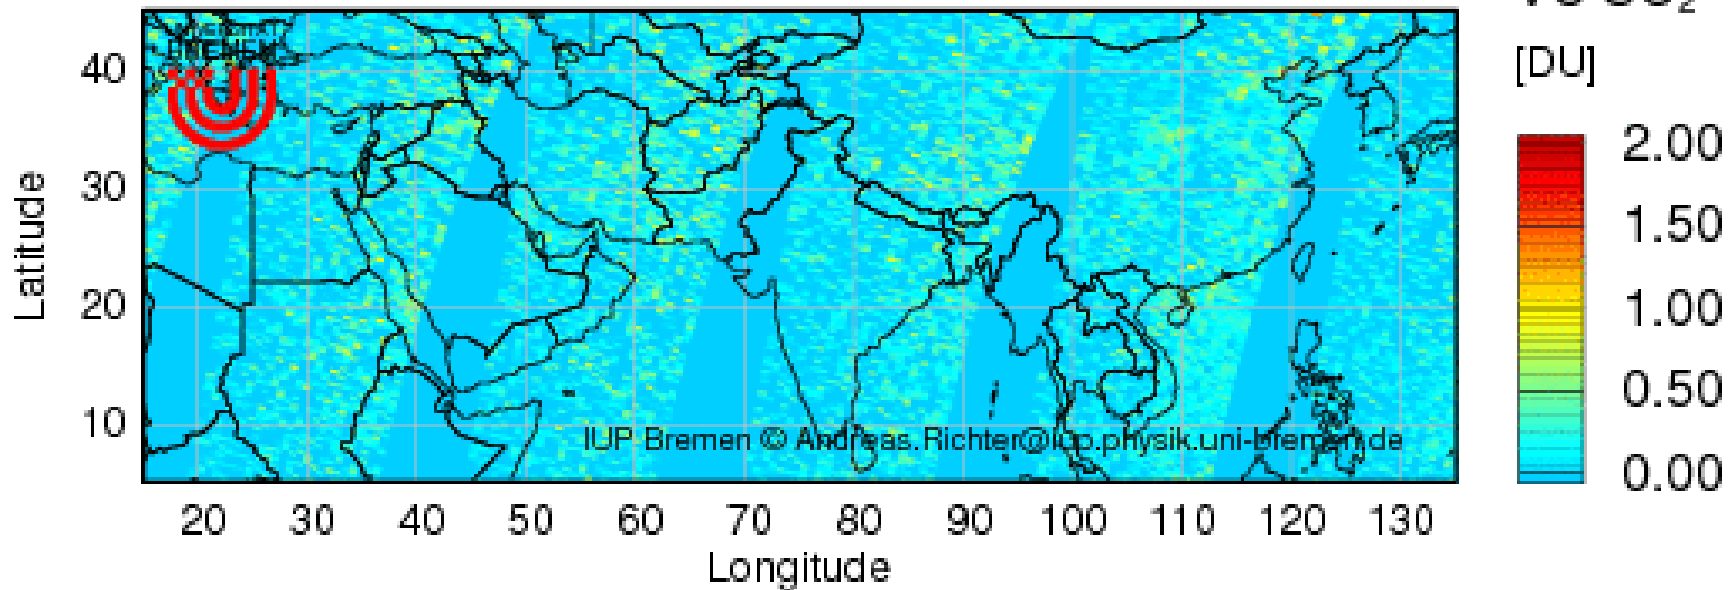 [DU]
BREMEN
40
30
20
10
Latitude
2.00
1.50
1.00
0.50
0.00
IUP Bremen © Andreas.Richter@iup.physik.uni-bremen.de
20 30 40 50 60 70 80 90 100 110 120 130
Longitude